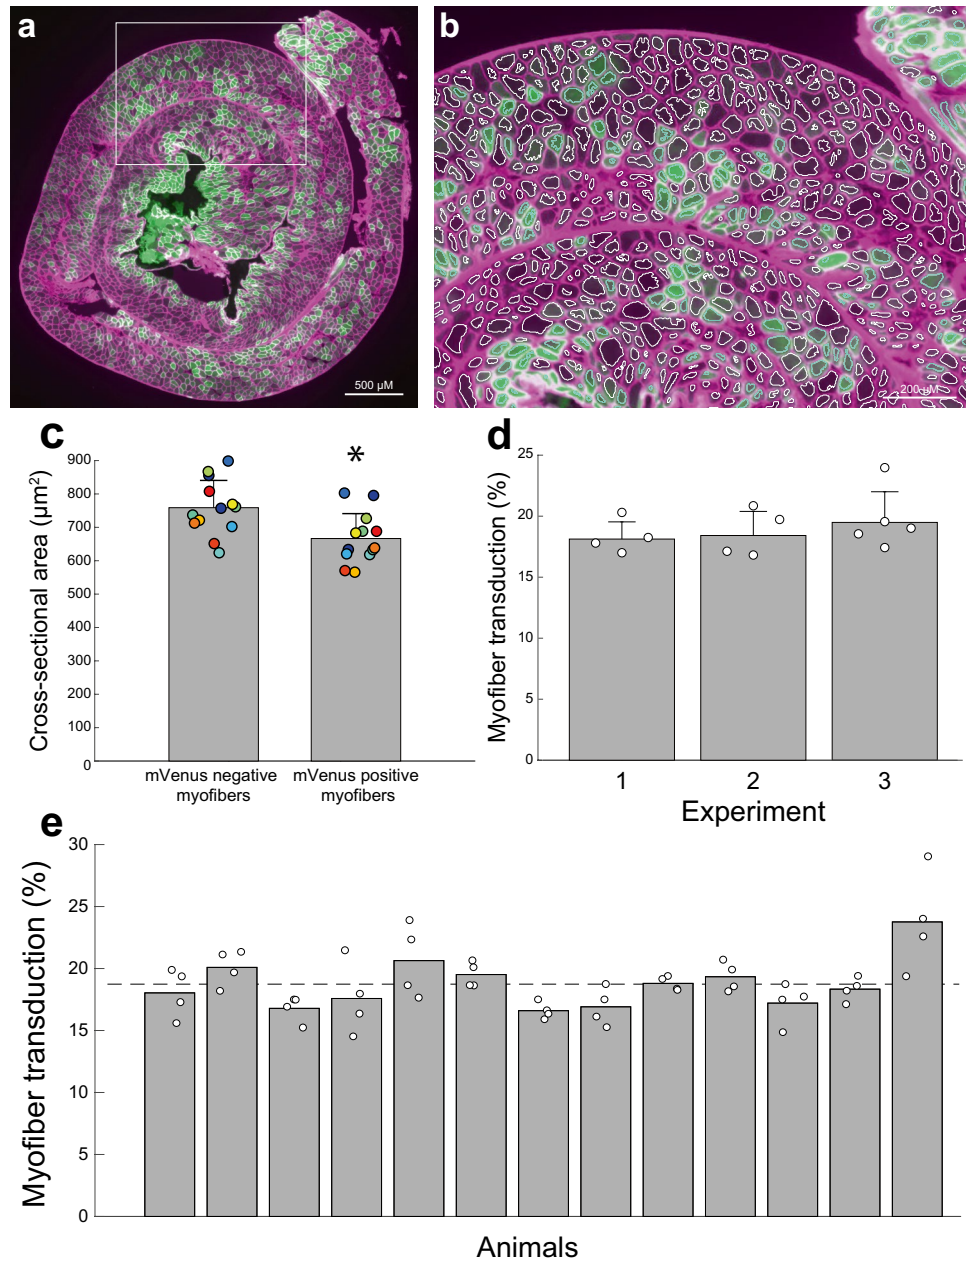 a
500 µM
b
200 µM
c
Cross-sectional area (µm²)
900
800
700
600
500
400
300
200
100
0
*
mVenus negative
myofibers
mVenus positive
myofibers
d
Myofiber transduction (%)
25
20
15
10
5
0
1
2
3
Experiment
e
Myofiber transduction (%)
30
25
20
15
10
5
0
Animals